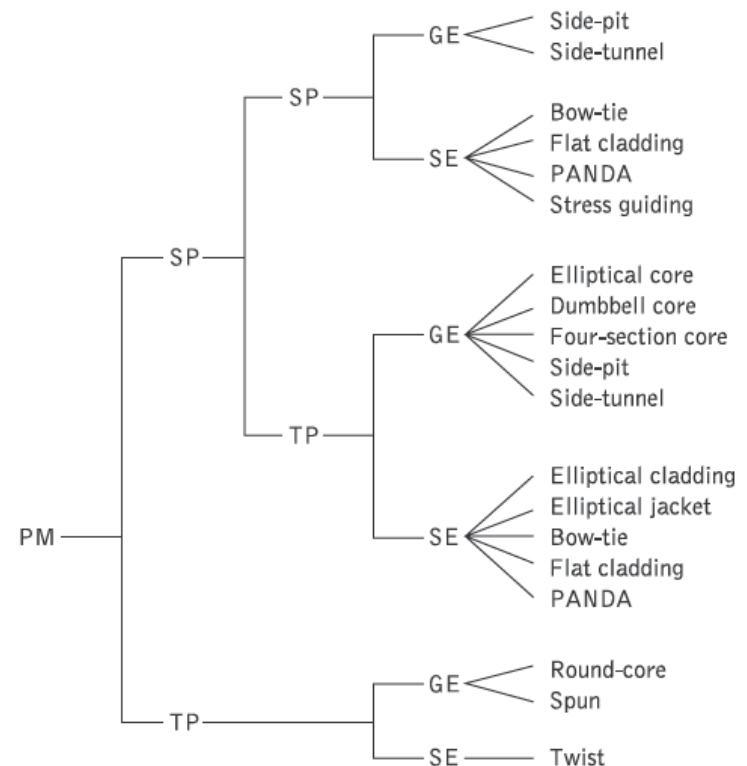 GE
Side-pit
Side-tunnel
SP
SE
Bow-tie
Flat cladding
PANDA
Stress guiding
SP
GE
Elliptical core
Dumbbell core
Four-section core
Side-pit
Side-tunnel
TP
SE
Elliptical cladding
Elliptical jacket
Bow-tie
Flat cladding
PANDA
PM
GE
Round-core
Spun
TP
SE
Twist